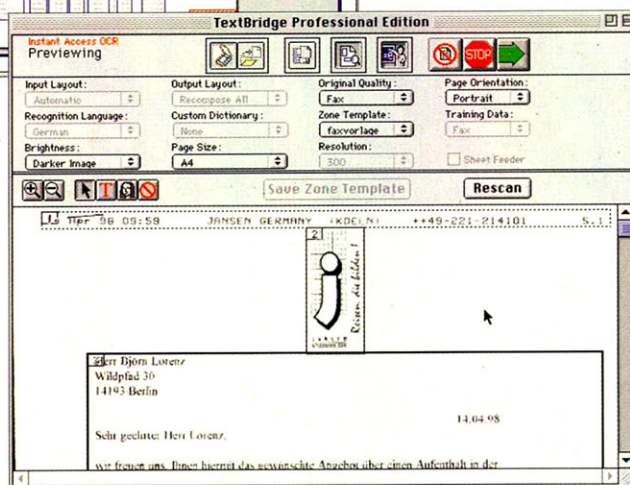 TextBridge Professional Edition
Instant Access OCR
Previewing
STOP
Input Layout:
Automatic
Output Layout:
Recompose All
Original Quality:
Fax
Page Orientation:
Portrait
Recognition Language:
German
Custom Dictionary:
None
Zone Template:
faxvorlage
Training Data:
Fax
Brightness:
Darker Image
Page Size:
A4
Resolution:
300
Sheet Feeder
T
Save Zone Template
Rescan
98 09:59 JANSEN GERMANY (KOELN) ++49-221-214101 S.1
2
Reisen, die bilden!
JANSEN
Herr Björn Lorenz
Wildpfad 30
14193 Berlin
14.04.98
Sehr geehrter Herr Lorenz,
wir freuen uns, Ihnen hiermit das gewünschte Angebot über einen Aufenthalt in der